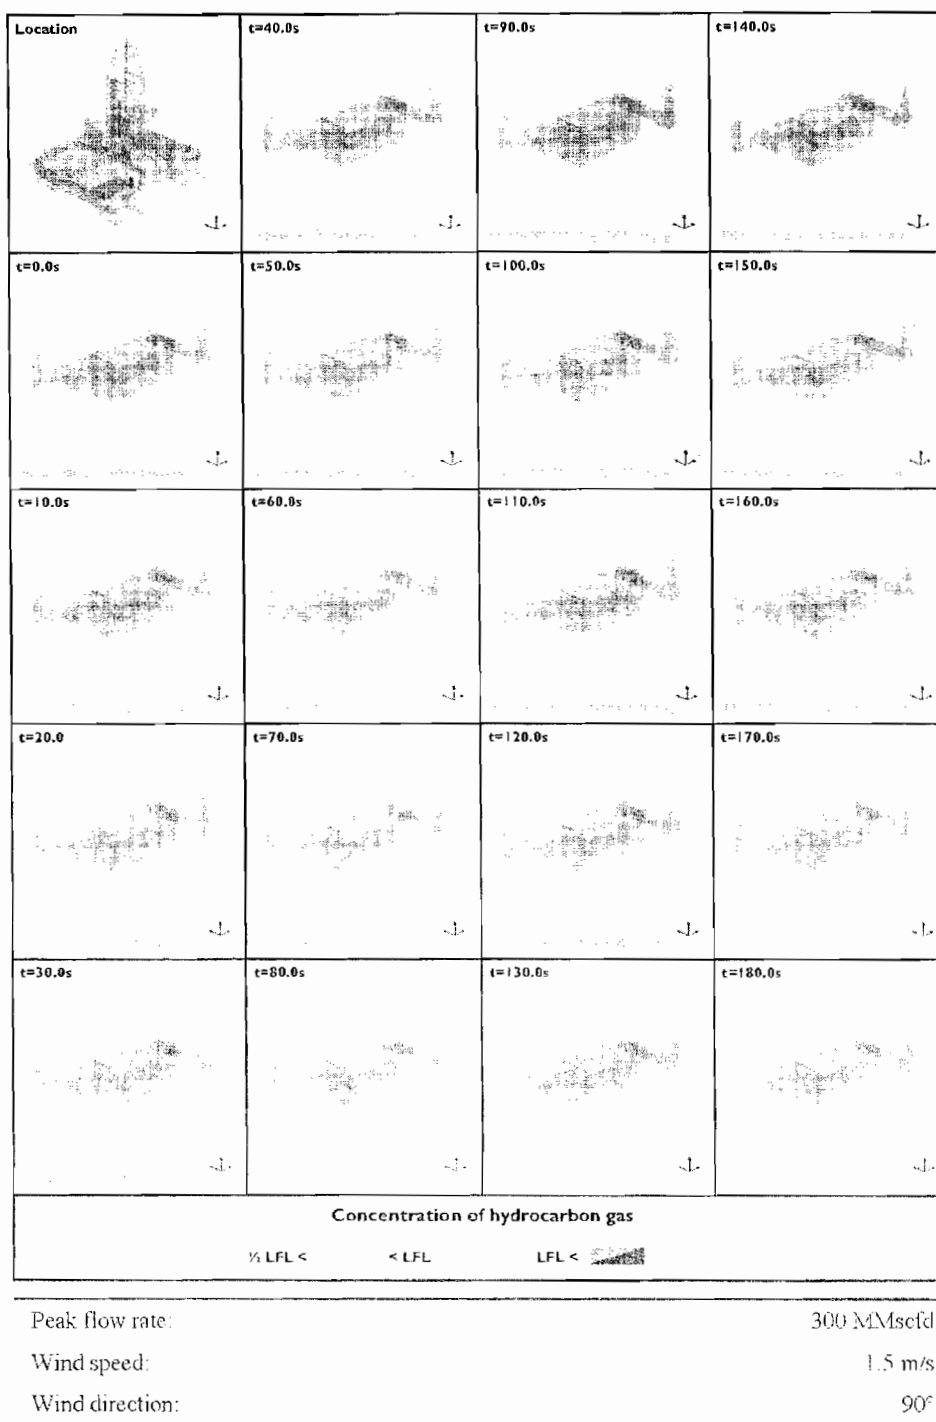 Location
t=40.0s
t=90.0s
t=140.0s
t=0.0s
t=50.0s
t=100.0s
t=150.0s
t=10.0s
t=60.0s
t=110.0s
t=160.0s
t=20.0
t=70.0s
t=120.0s
t=170.0s
t=30.0s
t=80.0s
t=130.0s
t=180.0s
Concentration of hydrocarbon gas
½ LFL < < LFL LFL <
Peak flow rate: 300 MMscfd
Wind speed: 1.5 m/s
Wind direction: 90°